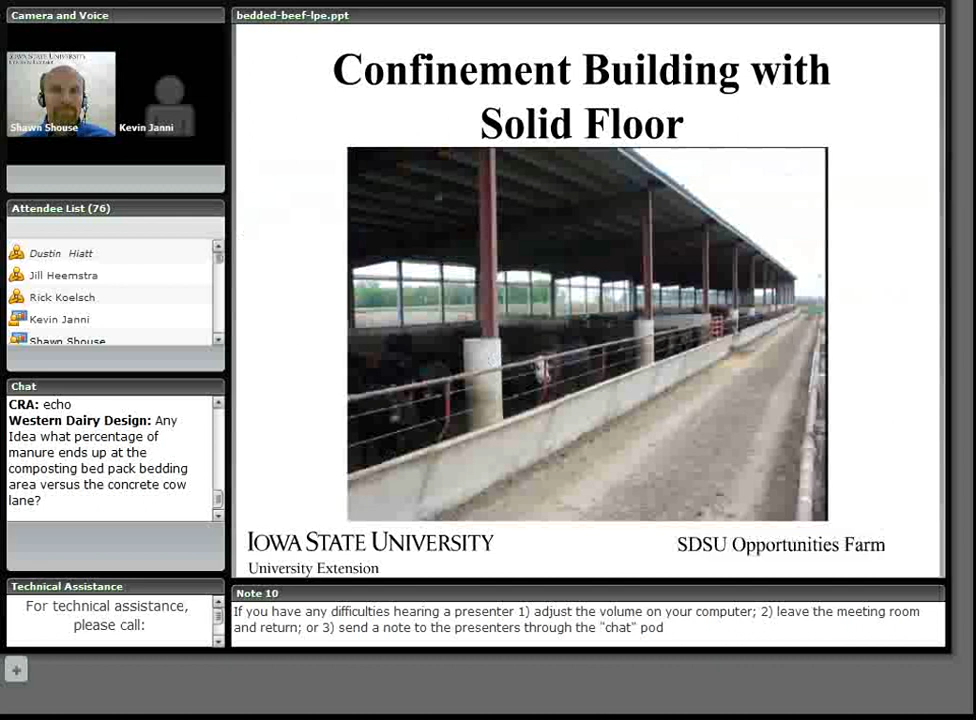 Camera and Voice
IOWA STATE UNIVERSITY
Shawn Shouse
Kevin Janni
Attendee List (76)
Dustin Hiatt
Jill Heemstra
Rick Koelsch
Kevin Janni
Shawn Shouse
Chat
CRA: echo
Western Dairy Design: Any
Idea what percentage of
manure ends up at the
composting bed pack bedding
area versus the concrete cow
lane?
Technical Assistance
For technical assistance,
please call:
bedded-beef-lpe.ppt
Confinement Building with
Solid Floor
IOWA STATE UNIVERSITY
University Extension
SDSU Opportunities Farm
Note 10
If you have any difficulties hearing a presenter 1) adjust the volume on your computer; 2) leave the meeting room
and return; or 3) send a note to the presenters through the "chat" pod